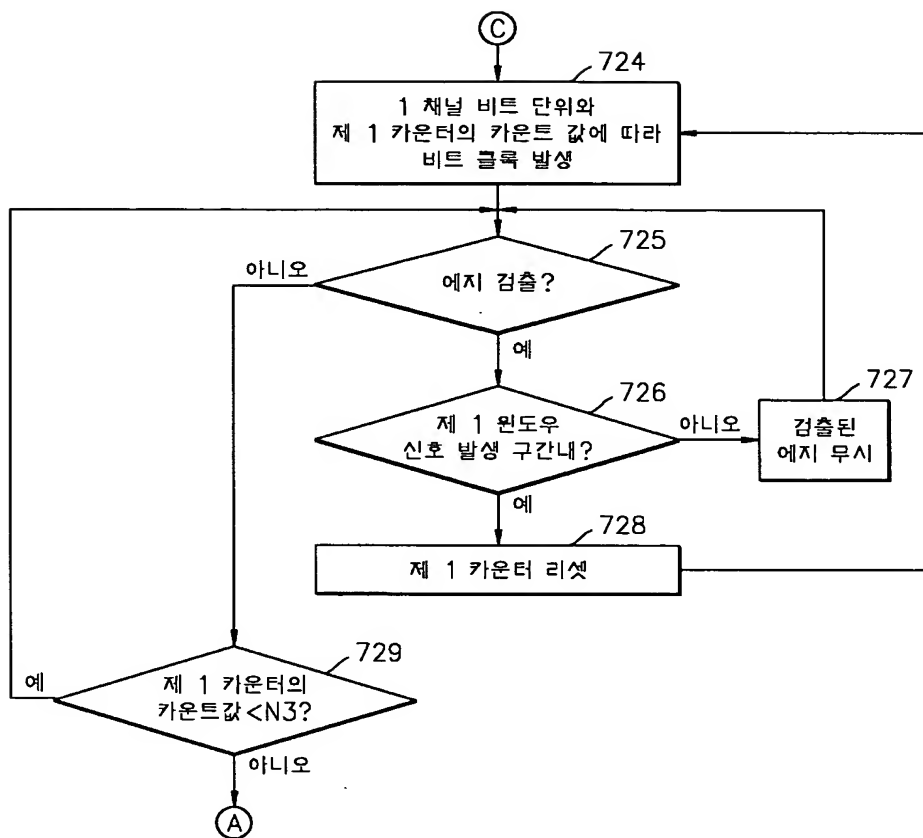 C
724
1 채널 비트 단위와
제 1 카운터의 카운트 값에 따라
비트 클록 발생
725
아니오
에지 검출?
예
726
727
제 1 윈도우
신호 발생 구간내?
아니오
검출된
에지 무시
예
728
제 1 카운터 리셋
729
예
제 1 카운터의
카운트값<N3?
아니오
A